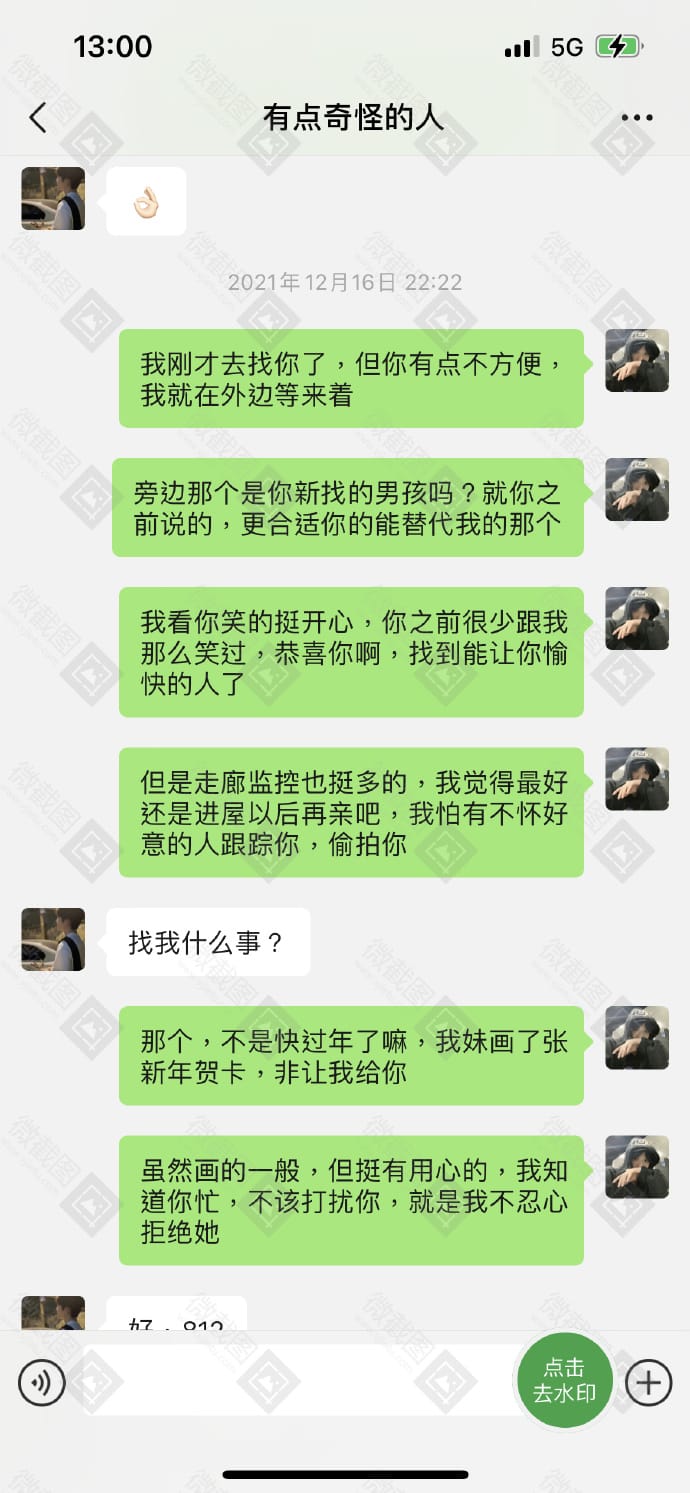 13:00
5G
有点奇怪的人
2021年12月16日 22:22
我刚才去找你了，但你有点不方便，
我就在外边等来着
旁边那个是你新找的男孩吗？就你之
前说的，更合适你的能替代我的那个
我看你笑的挺开心，你之前很少跟我
那么笑过，恭喜你啊，找到能让你愉
快的人了
但是走廊监控也挺多的，我觉得最好
还是进屋以后再亲吧，我怕有不怀好
意的人跟踪你，偷拍你
找我什么事？
那个，不是快过年了嘛，我妹画了张
新年贺卡，非让我给你
虽然画的一般，但挺有用心的，我知
道你忙，不该打扰你，就是我不忍心
拒绝她
好，812
点击
去水印
微截图